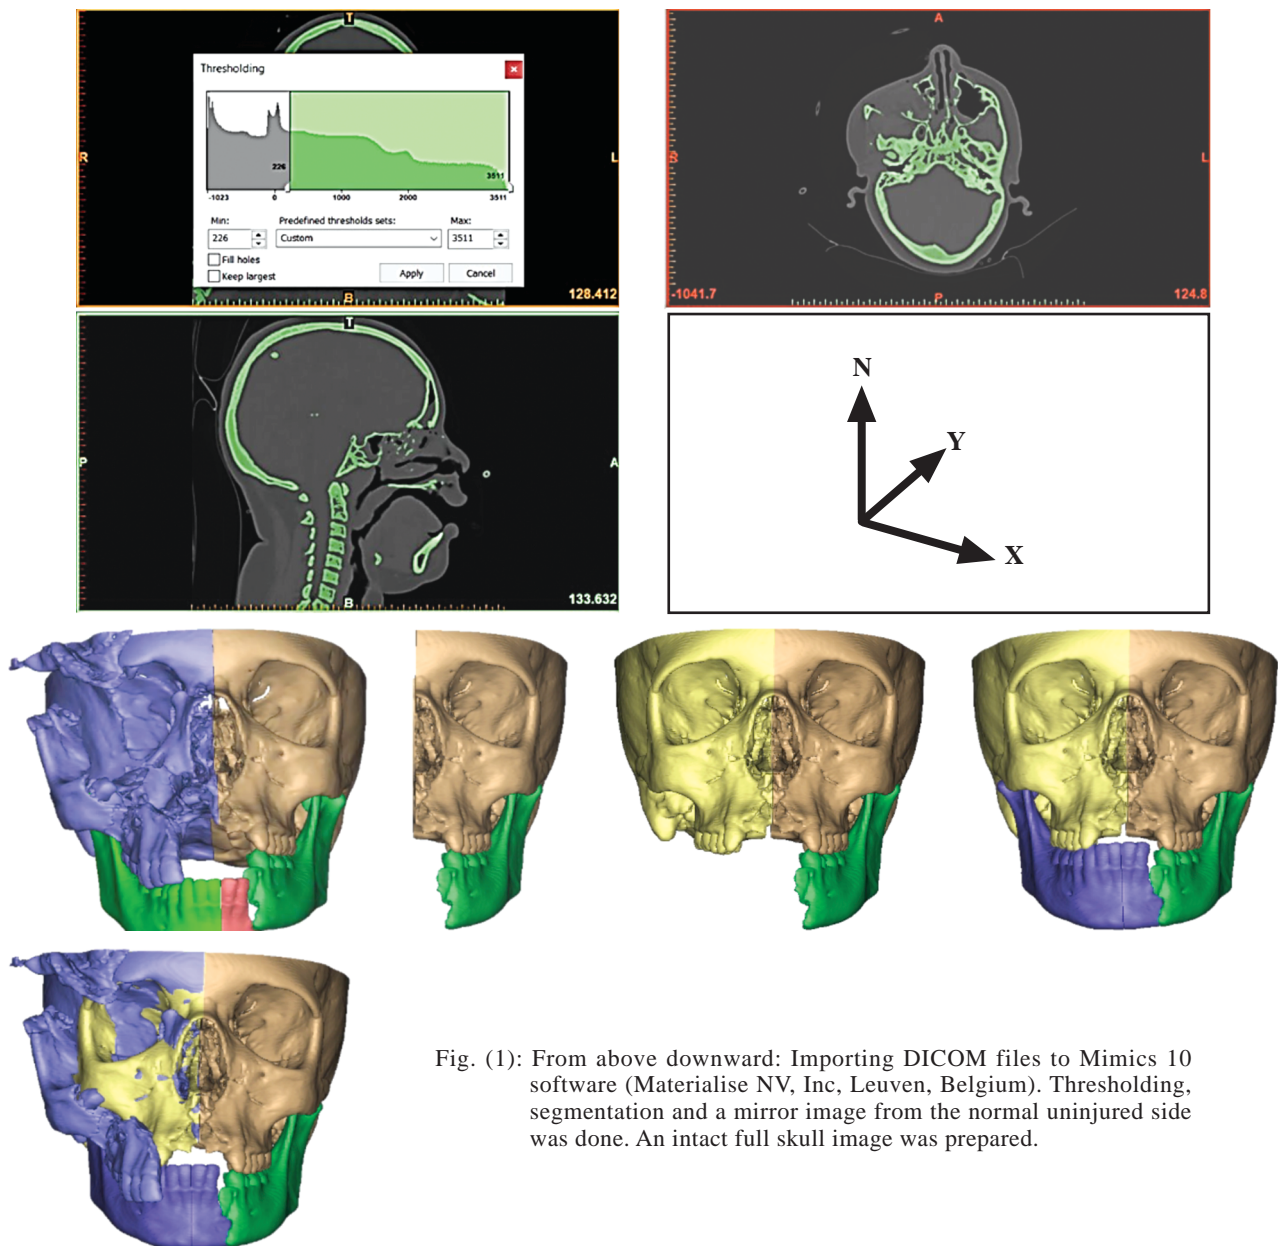 T
R
L
Thresholding
226
3511
-1023
0
1000
2000
3511
Min:
Predefined thresholds sets:
Max:
226
Custom
3511
Fill holes
Keep largest
Apply
Cancel
B
128.412
A
R
L
-1041.7
P
124.8
T
P
A
B
133.632
N
Y
X
Fig. (1): From above downward: Importing DICOM files to Mimics 10
software (Materialise NV, Inc, Leuven, Belgium). Thresholding,
segmentation and a mirror image from the normal uninjured side
was done. An intact full skull image was prepared.